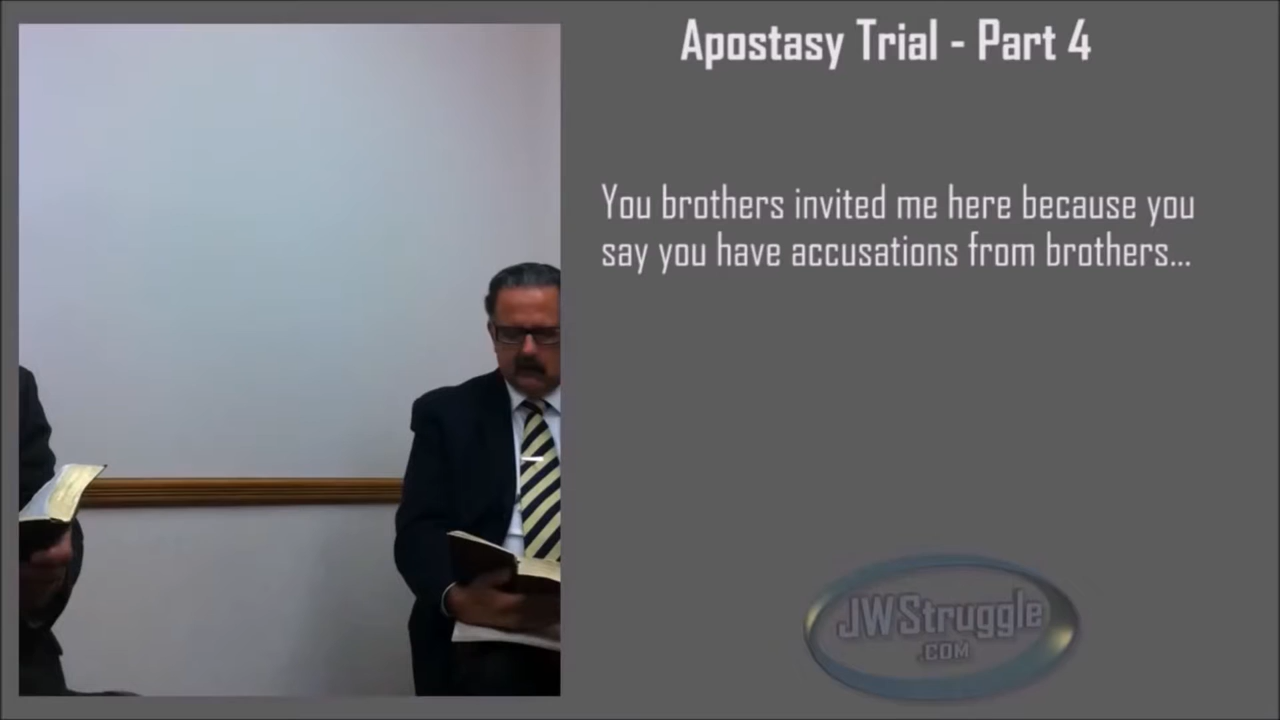 Apostasy Trial - Part 4
You brothers invited me here because you
say you have accusations from brothers...
JWStruggle
.COM